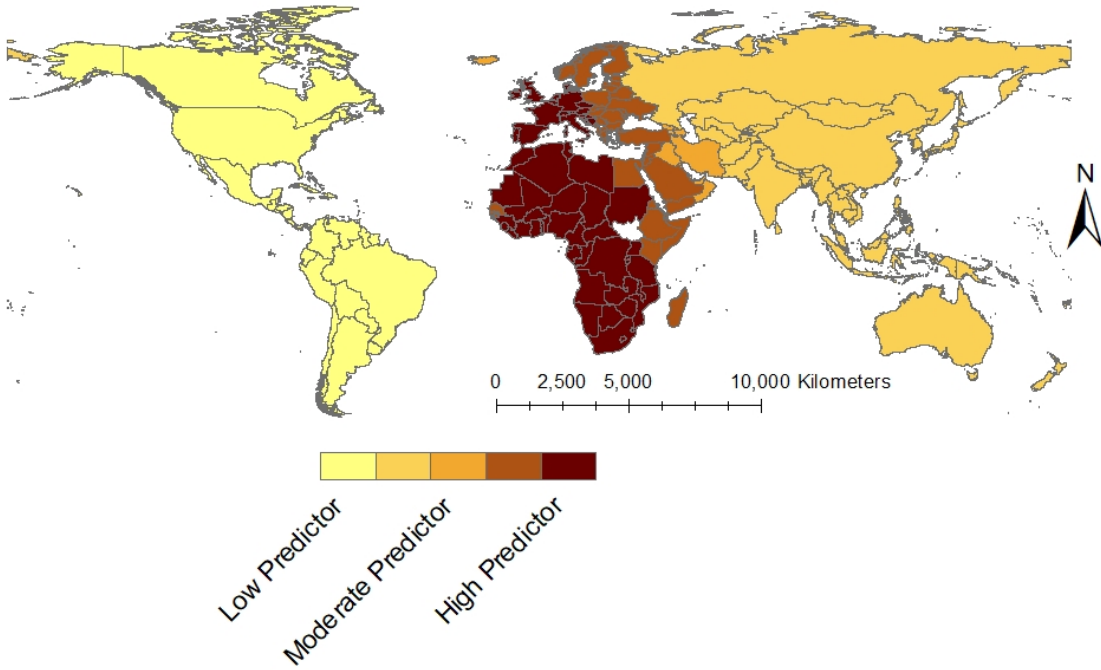 N
0 2,500 5,000 10,000 Kilometers
Low Predictor
Moderate Predictor
High Predictor